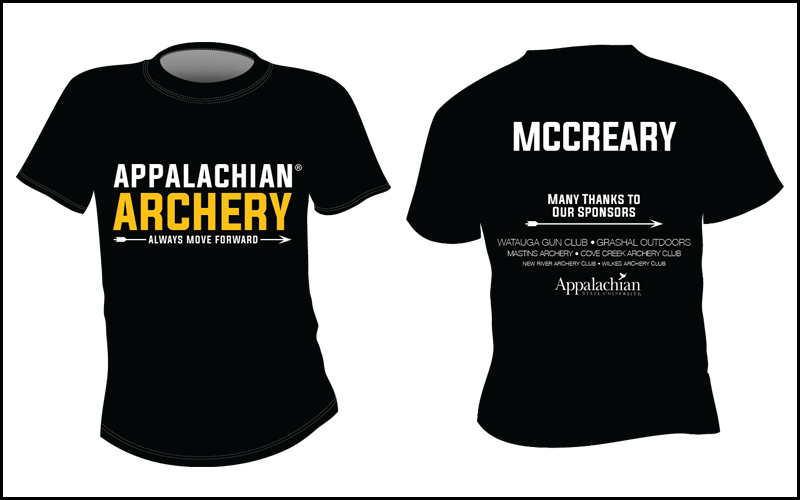 APPALACHIAN®
ARCHERY
ALWAYS MOVE FORWARD
MCCREARY
MANY THANKS TO
OUR SPONSORS
WATAUGA GUN CLUB • GRASHAL OUTDOORS
MASTINS ARCHERY • COVE CREEK ARCHERY CLUB
NEW RIVER ARCHERY CLUB • WILKES ARCHERY CLUB
Appalachian
STATE UNIVERSITY